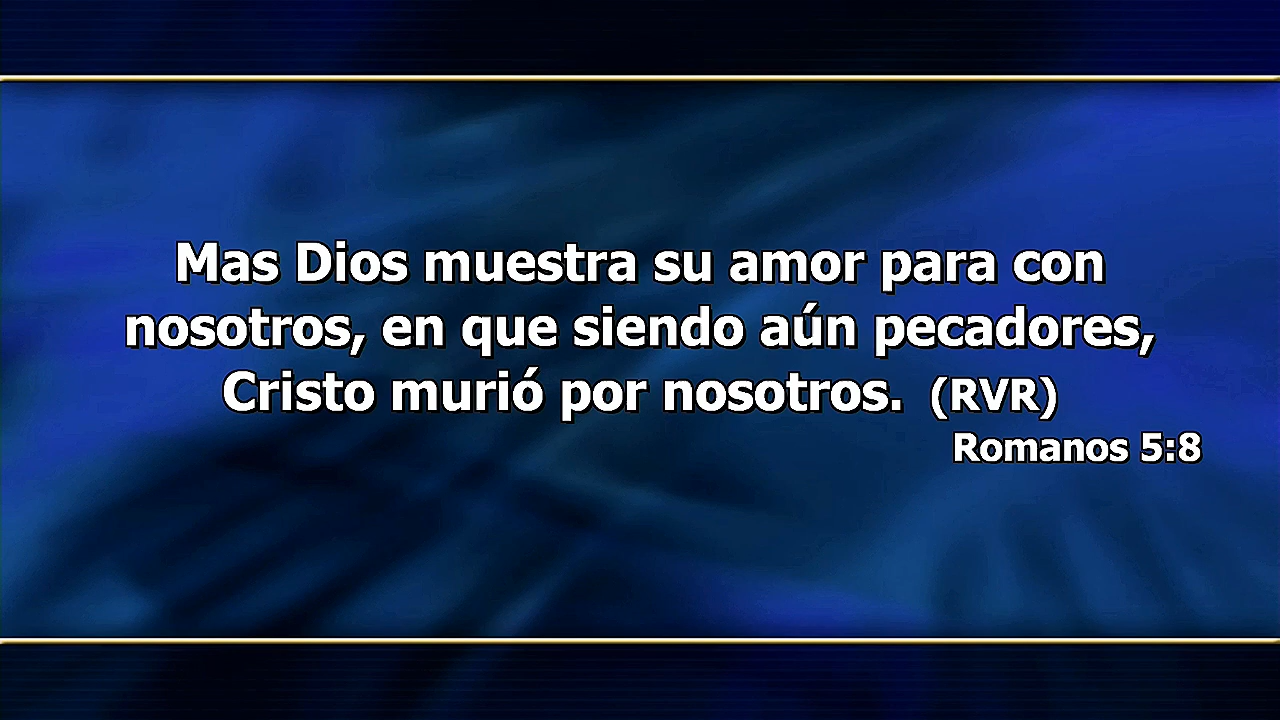 Mas Dios muestra su amor para con
nosotros, en que siendo aún pecadores,
Cristo murió por nosotros. (RVR)
Romanos 5:8